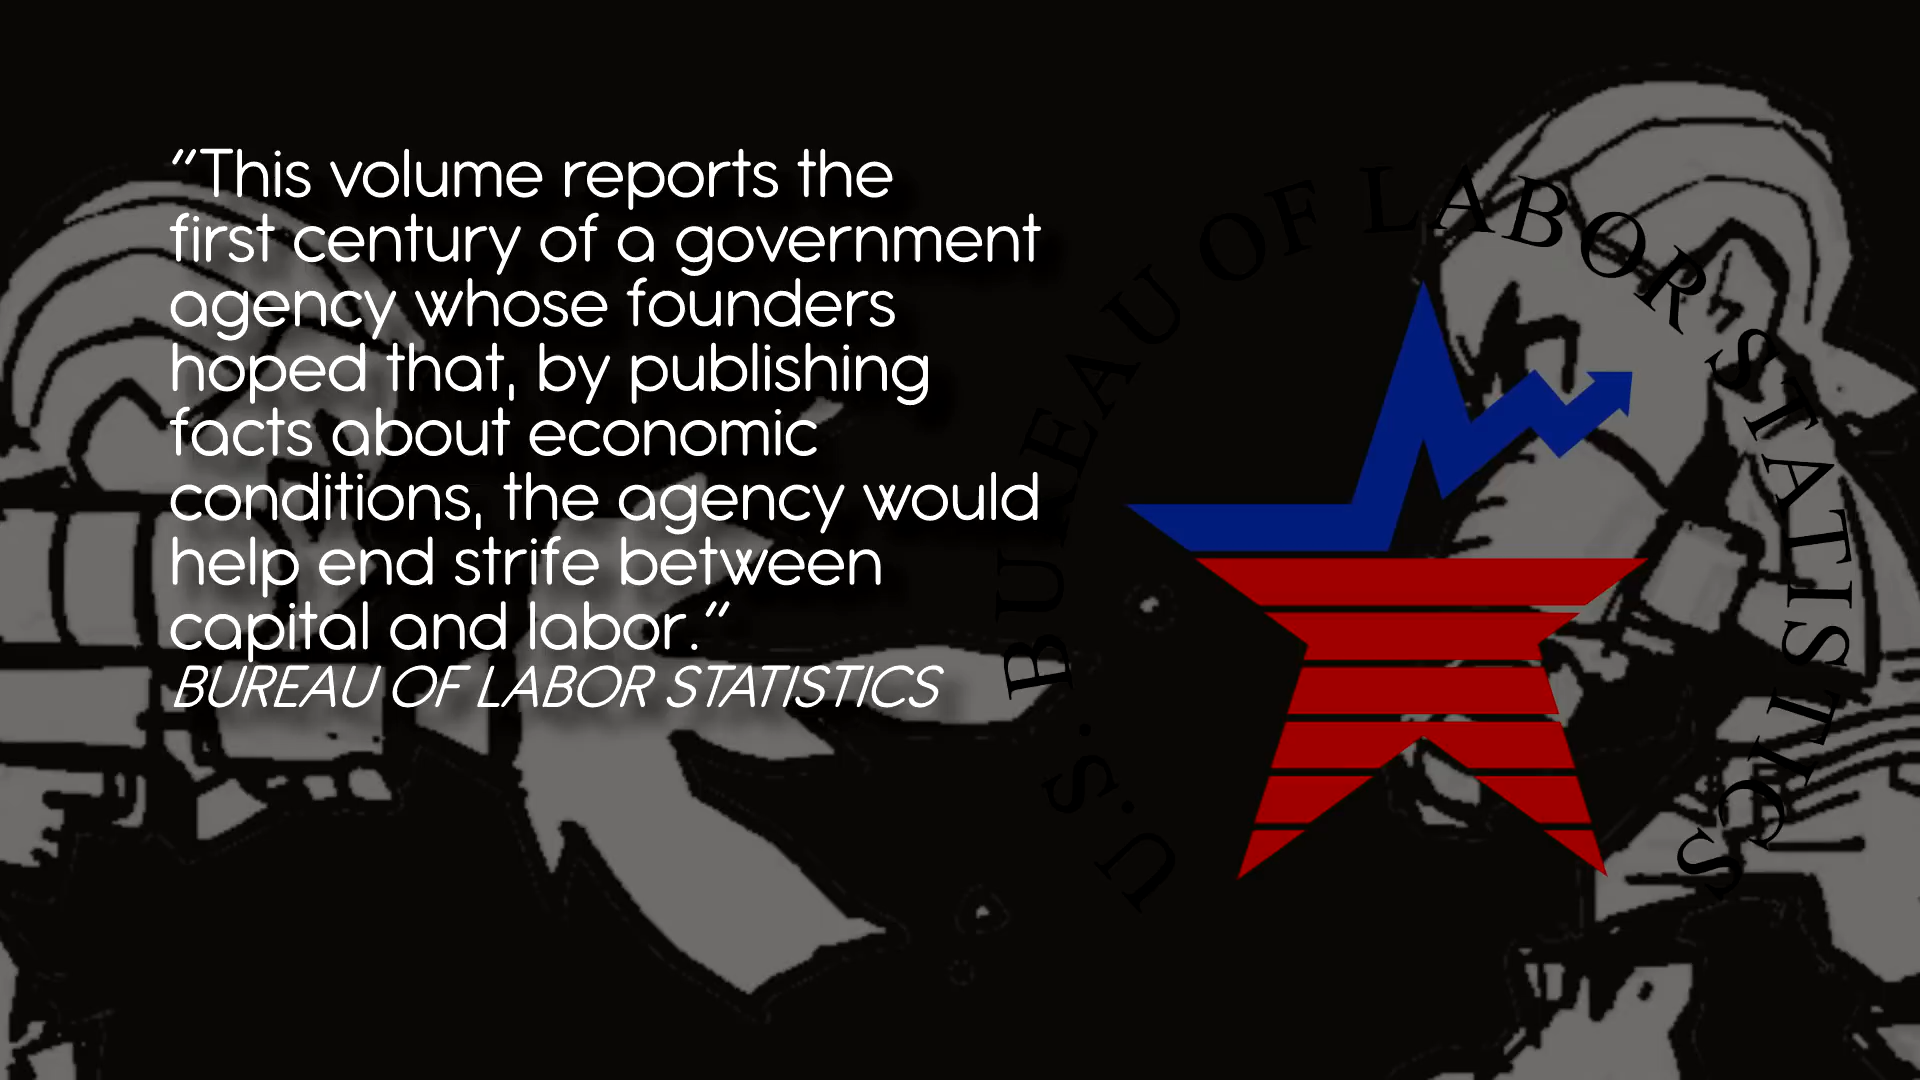 “This volume reports the
first century of a government
agency whose founders
hoped that, by publishing
facts about economic
conditions, the agency would
help end strife between
capital and labor.”
BUREAU OF LABOR STATISTICS
U.S. BUREAU OF LABOR STATISTICS